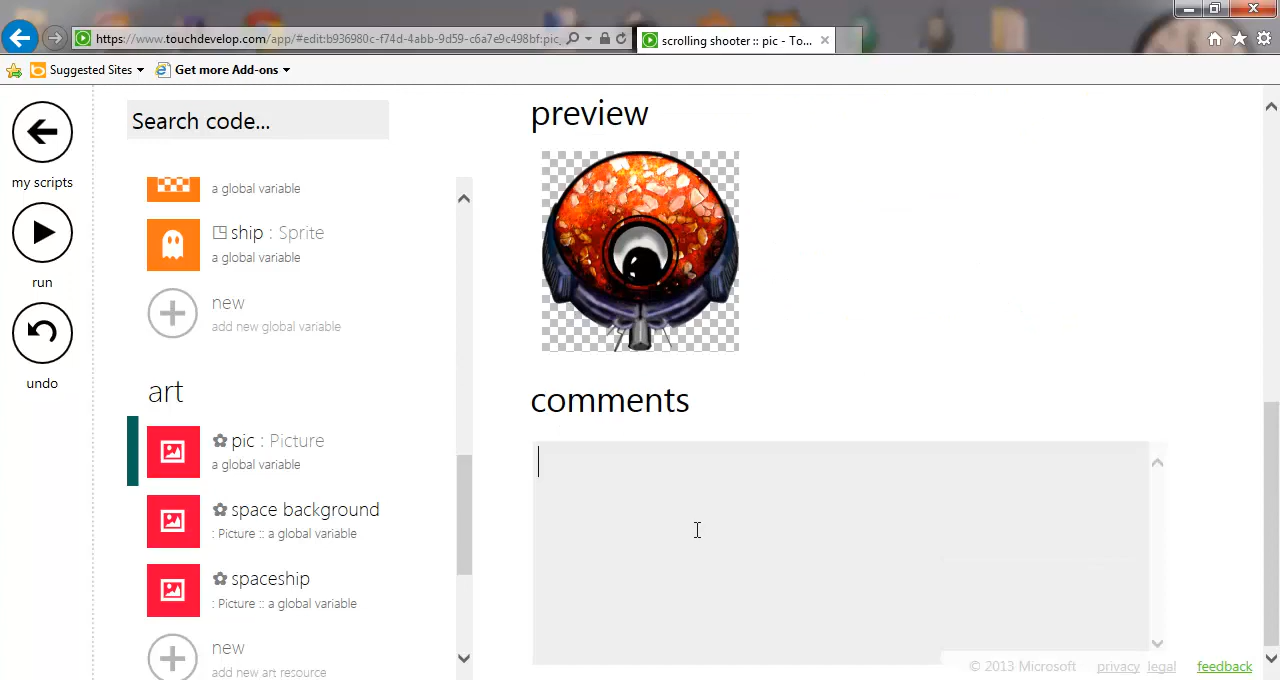 https://www.touchdevelop.com/app/#edit:b936980c-f74d-4abb-9d59-c6a7e9c498bf:pic_
scrolling shooter :: pic - To...
Suggested Sites
Get more Add-ons
my scripts
run
undo
Search code...
a global variable
ship : Sprite
a global variable
new
add new global variable
art
pic : Picture
a global variable
space background
: Picture :: a global variable
spaceship
: Picture :: a global variable
new
add new art resource
preview
comments
© 2013 Microsoft privacy legal feedback